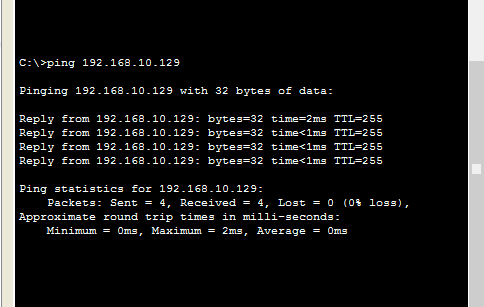 C:\>ping 192.168.10.129
Pinging 192.168.10.129 with 32 bytes of data:
Reply from 192.168.10.129: bytes=32 time=2ms TTL=255
Reply from 192.168.10.129: bytes=32 time<1ms TTL=255
Reply from 192.168.10.129: bytes=32 time<1ms TTL=255
Reply from 192.168.10.129: bytes=32 time<1ms TTL=255
Ping statistics for 192.168.10.129:
    Packets: Sent = 4, Received = 4, Lost = 0 (0% loss),
Approximate round trip times in milli-seconds:
    Minimum = 0ms, Maximum = 2ms, Average = 0ms